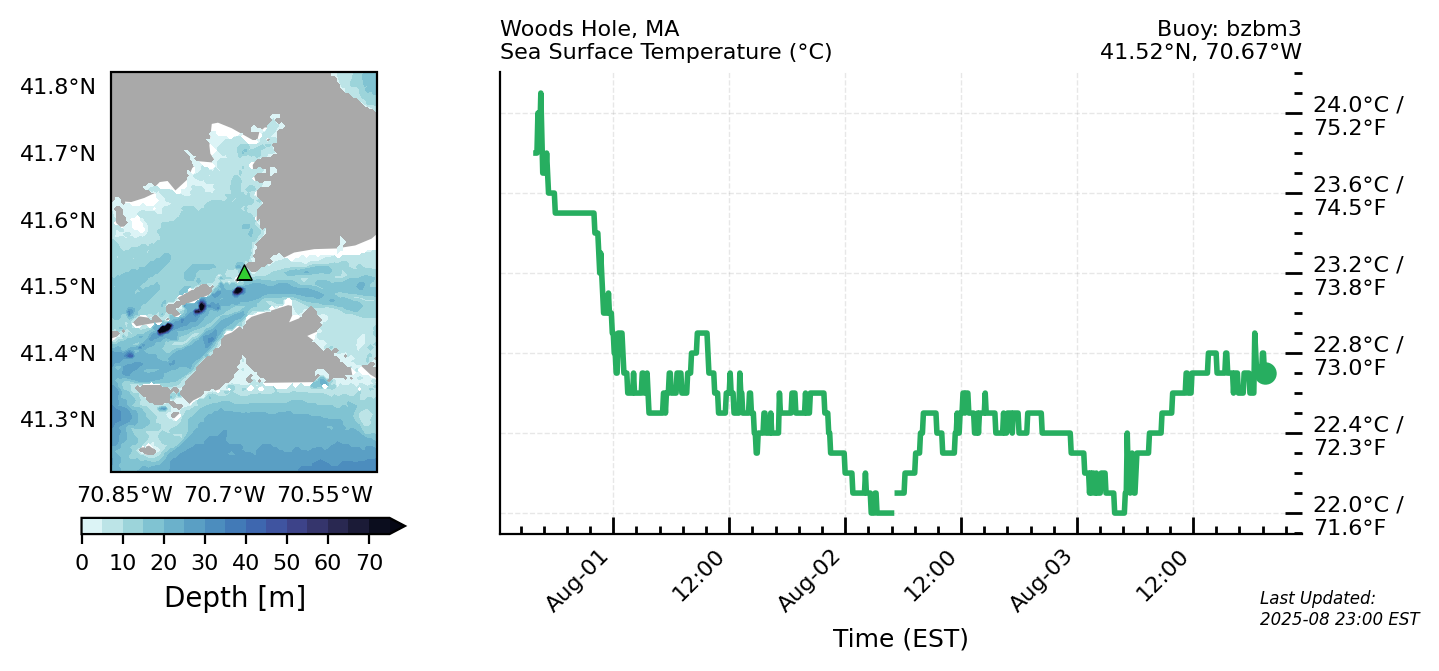 Woods Hole, MA
Sea Surface Temperature (°C)
Buoy: bzbm3
41.52°N, 70.67°W
41.8°N
41.7°N
41.6°N
41.5°N
41.4°N
41.3°N
70.85°W 70.7°W 70.55°W
0 10 20 30 40 50 60 70
Depth [m]
24.0°C /
75.2°F
23.6°C /
74.5°F
23.2°C /
73.8°F
22.8°C /
73.0°F
22.4°C /
72.3°F
22.0°C /
71.6°F
Aug-01 12:00 Aug-02 12:00 Aug-03 12:00
Time (EST)
Last Updated:
2025-08 23:00 EST